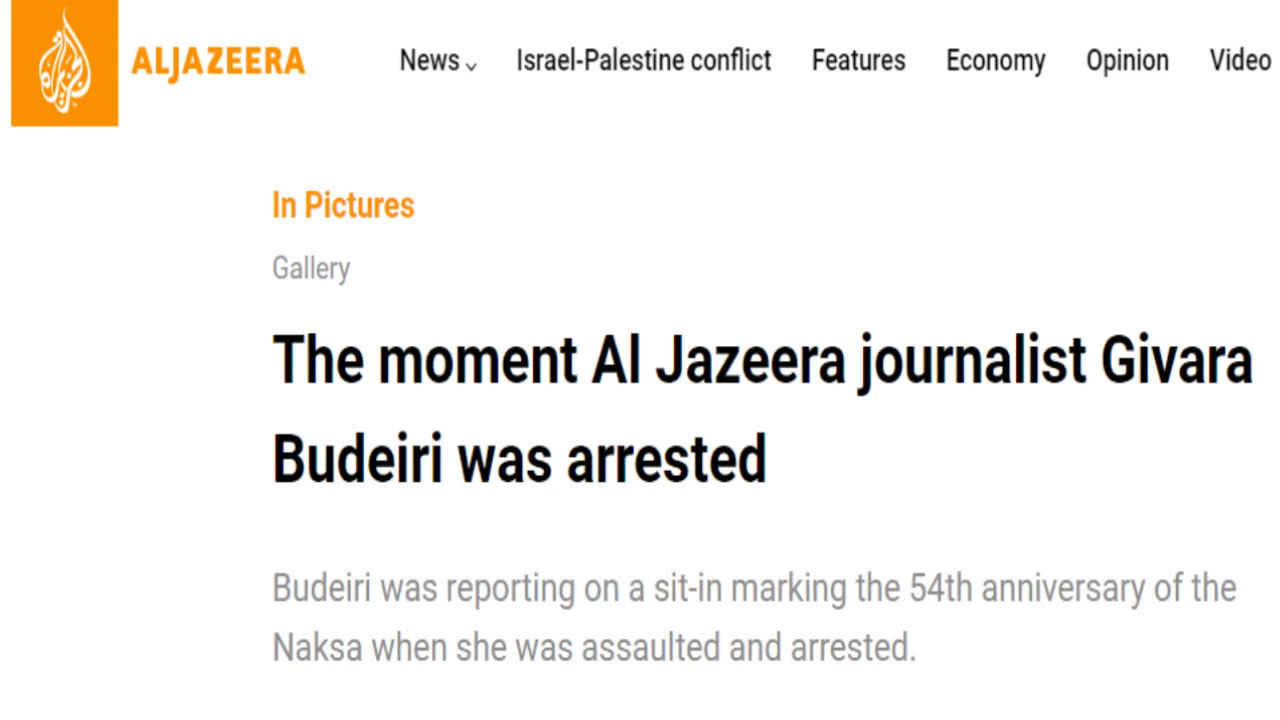 ALJAZEERA
News Israel-Palestine conflict Features Economy Opinion Video
In Pictures
Gallery
The moment Al Jazeera journalist Givara
Budeiri was arrested
Budeiri was reporting on a sit-in marking the 54th anniversary of the
Naksa when she was assaulted and arrested.